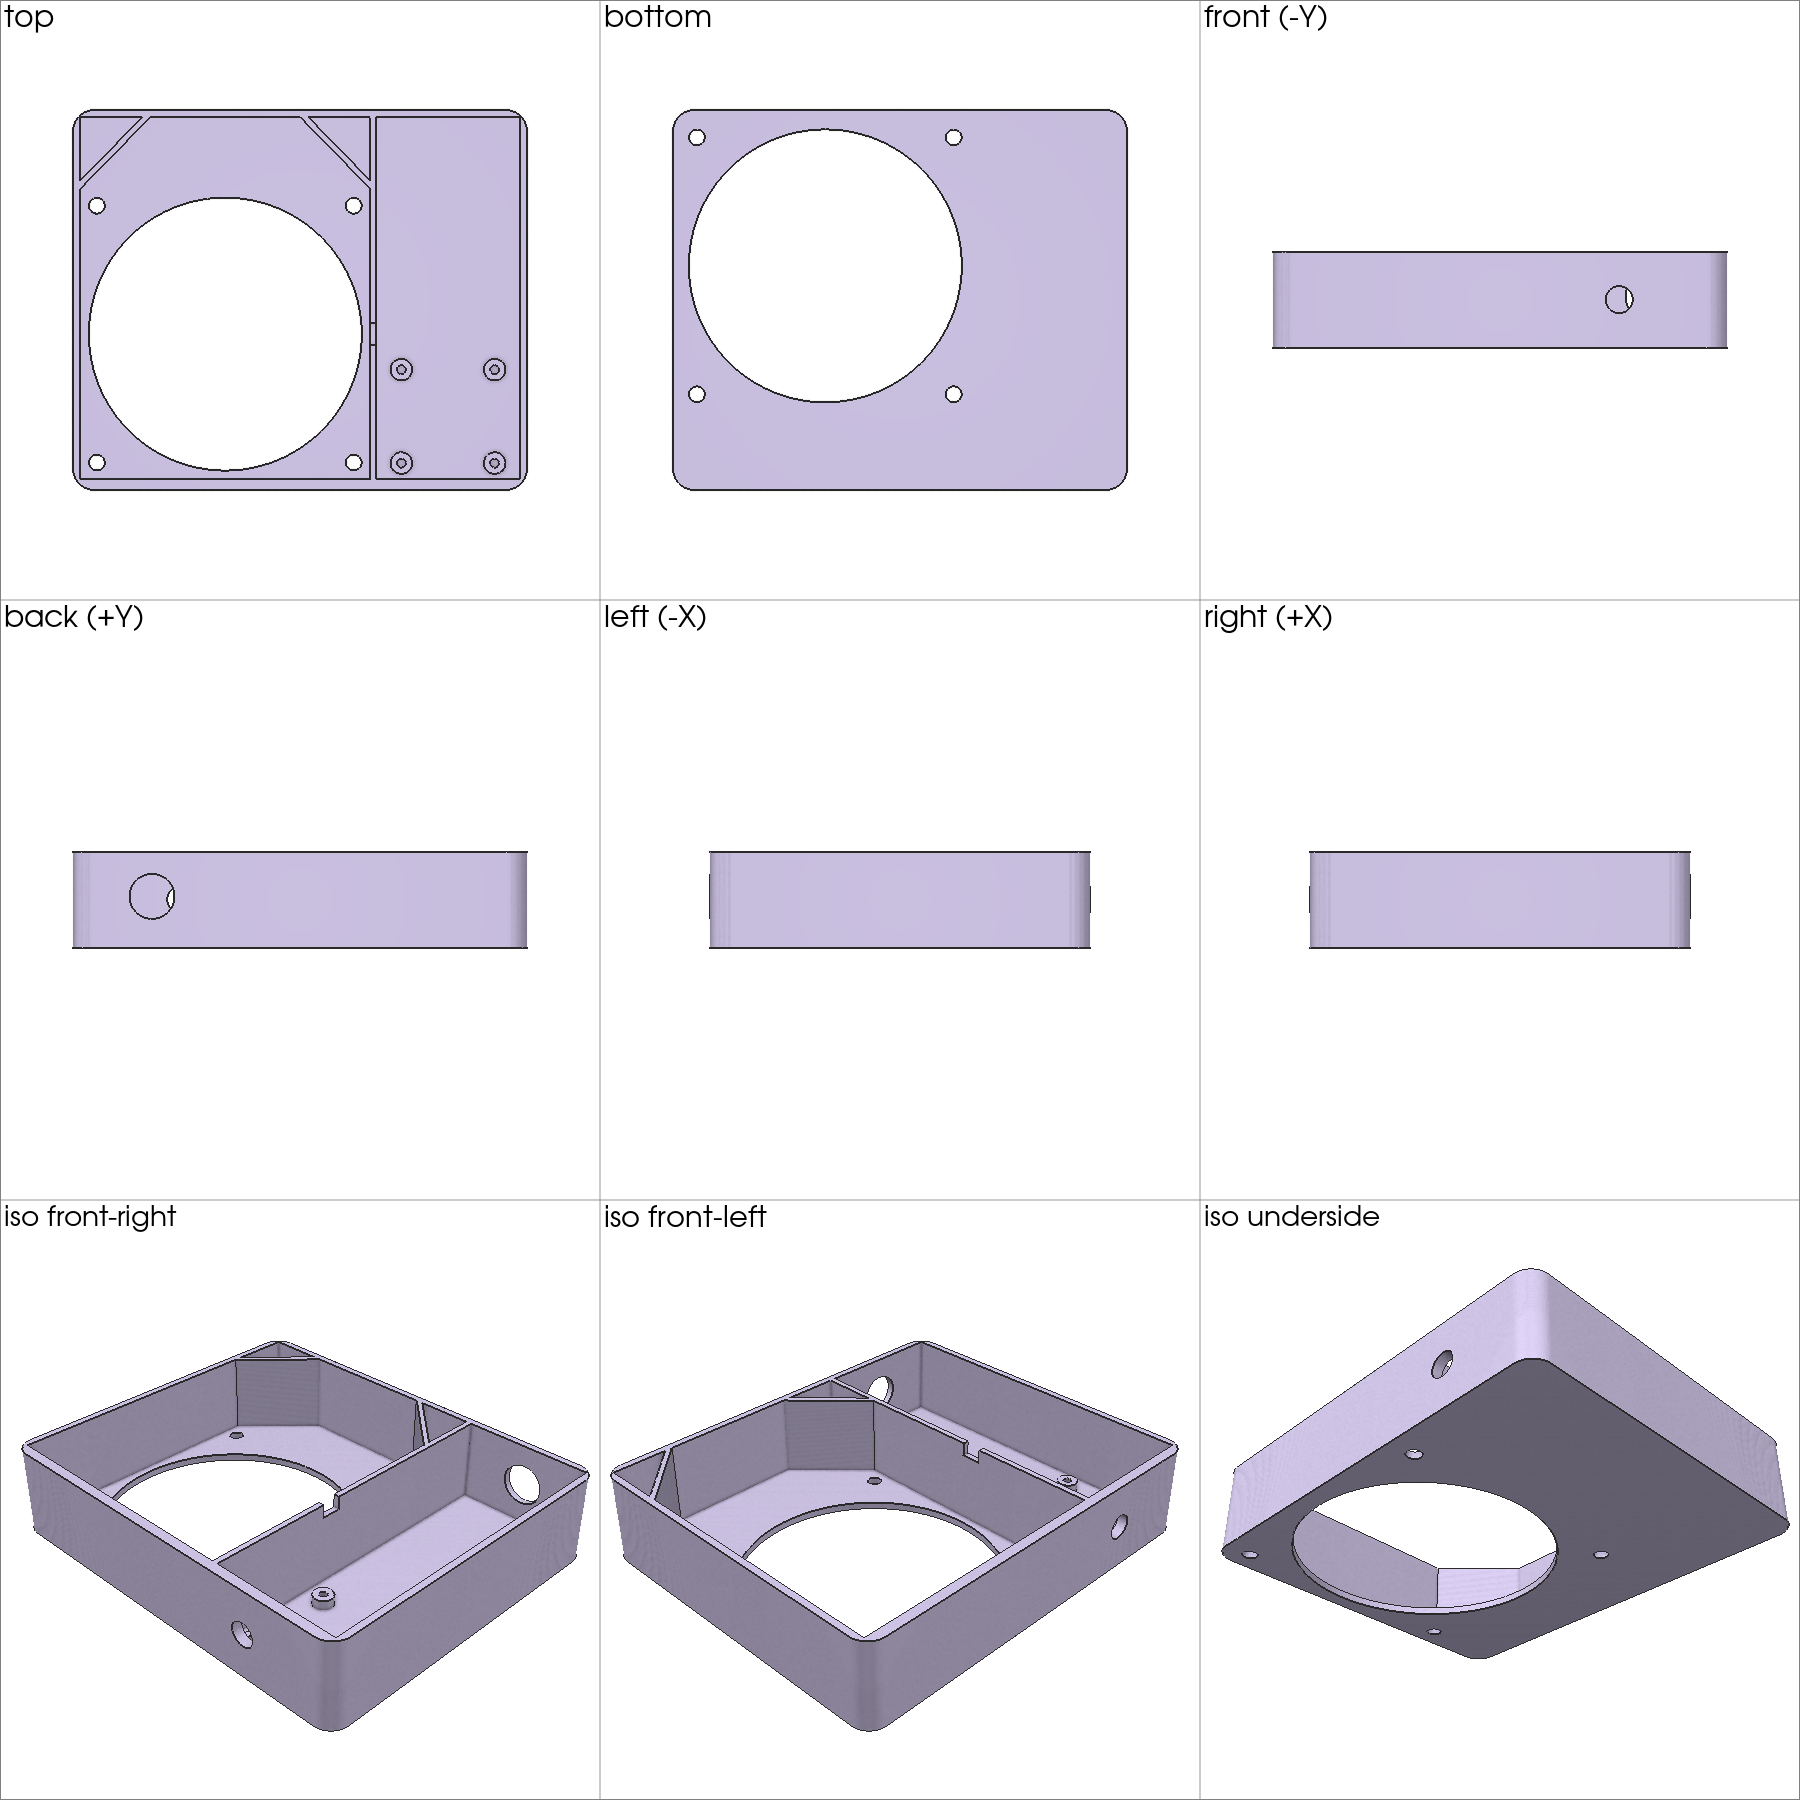 top
bottom
front (-Y)
back (+Y)
left (-X)
right (+X)
iso front-right
iso front-left
iso underside